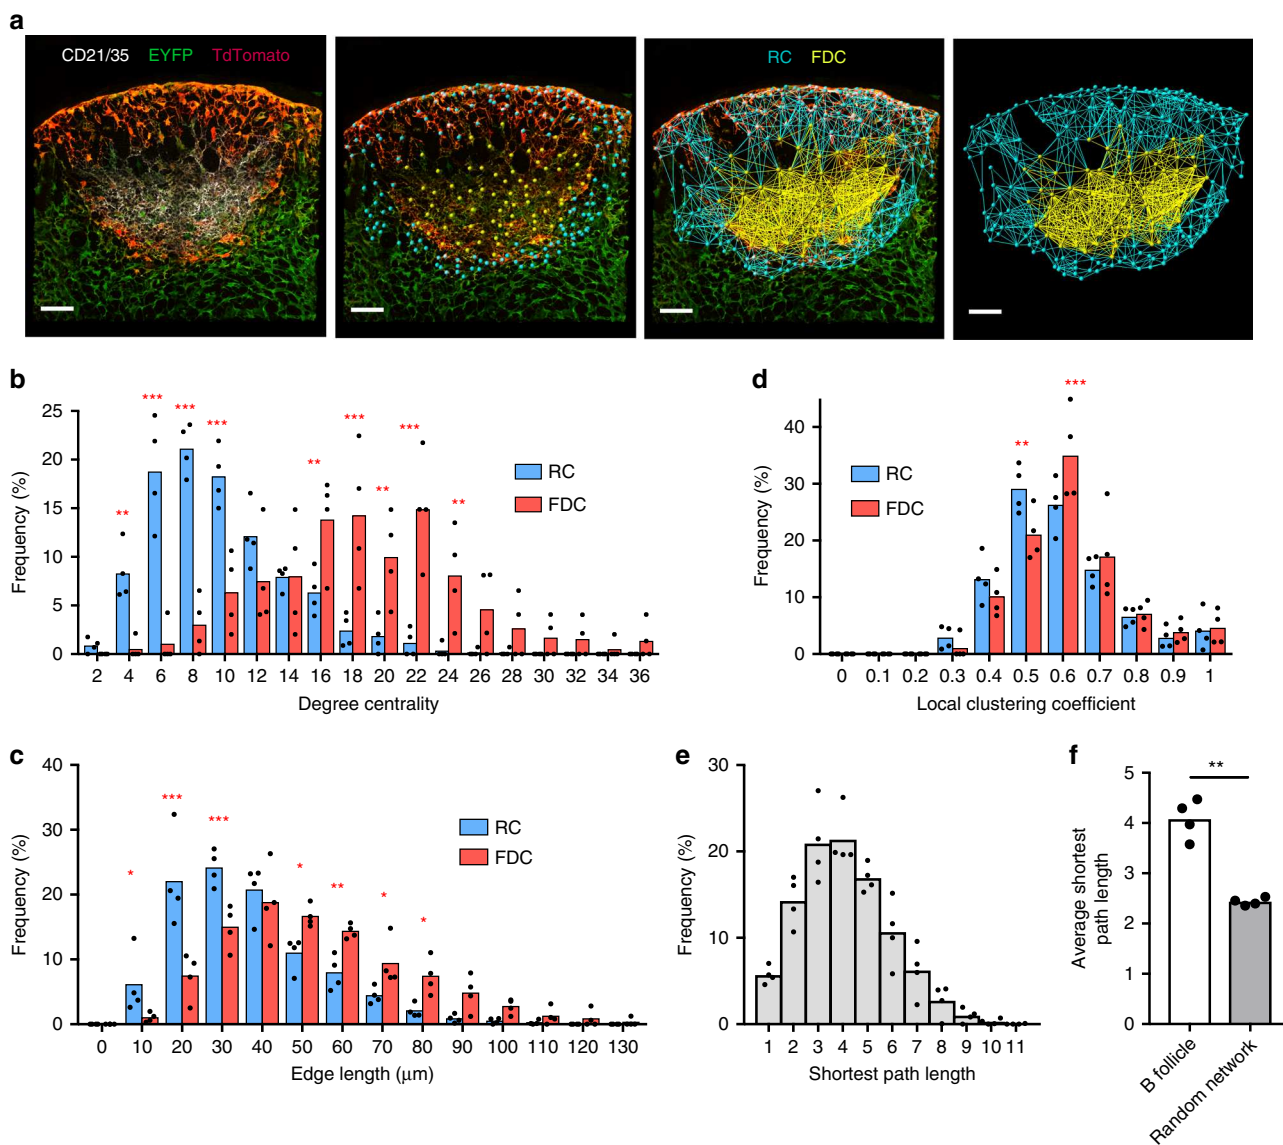 a
CD21/35 EYFP TdTomato
RC FDC
b
Frequency (%)
25
20
15
10
5
0
** *** *** *** ** *** ** *** **
RC
FDC
2 4 6 8 10 12 14 16 18 20 22 24 26 28 30 32 34 36
Degree centrality
d
Frequency (%)
40
30
20
10
0
** ***
RC
FDC
0 0.1 0.2 0.3 0.4 0.5 0.6 0.7 0.8 0.9 1
Local clustering coefficient
c
Frequency (%)
40
30
20
10
0
* *** *** * ** * *
RC
FDC
0 10 20 30 40 50 60 70 80 90 100 110 120 130
Edge length (μm)
e
Frequency (%)
30
20
10
0
1 2 3 4 5 6 7 8 9 10 11
Shortest path length
f
Average shortest
path length
5
4
3
2
1
0
**
B follicle
Random network